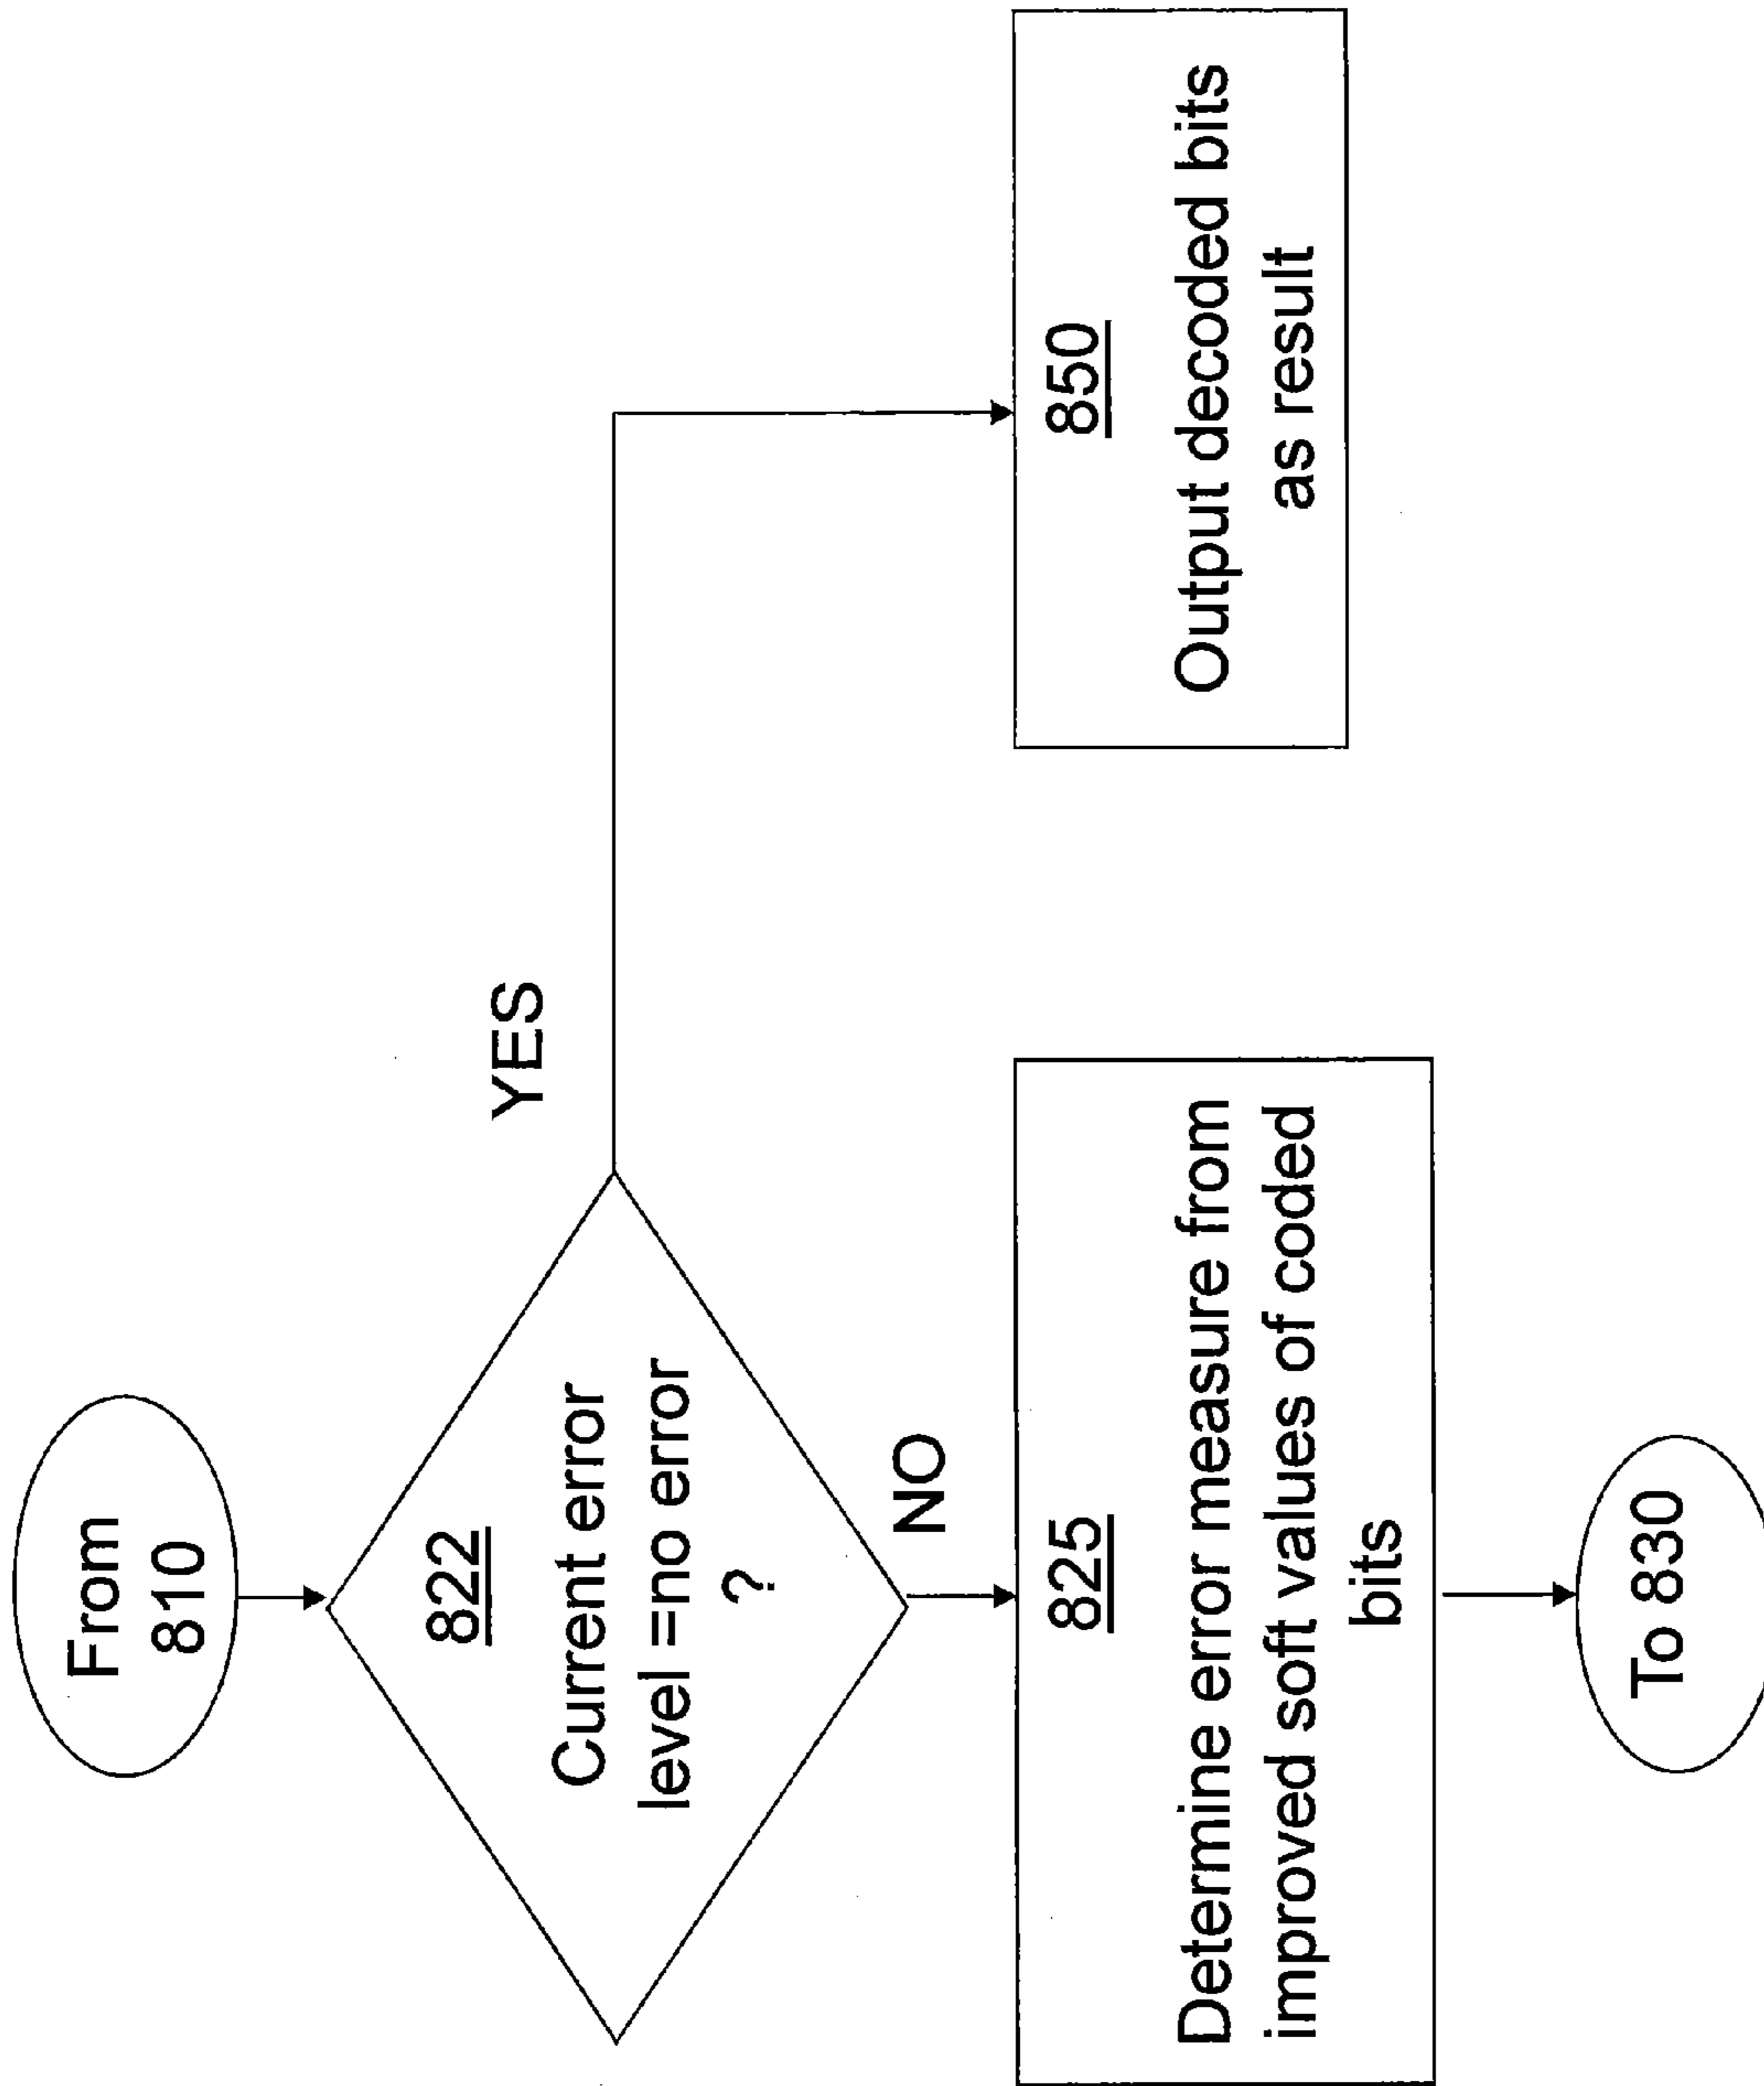 From
810
822
Current error
level =no error
?
YES
NO
825
Determine error measure from
improved soft values of coded
bits
850
Output decoded bits
as result
To 830